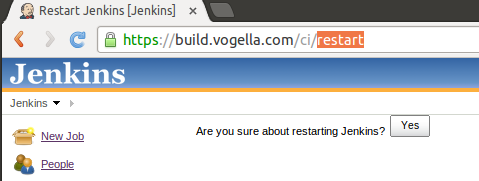 Restart Jenkins [Jenkins]
https://build.vogella.com/ci/restart
Jenkins
Jenkins
Are you sure about restarting Jenkins? Yes
New Job
People